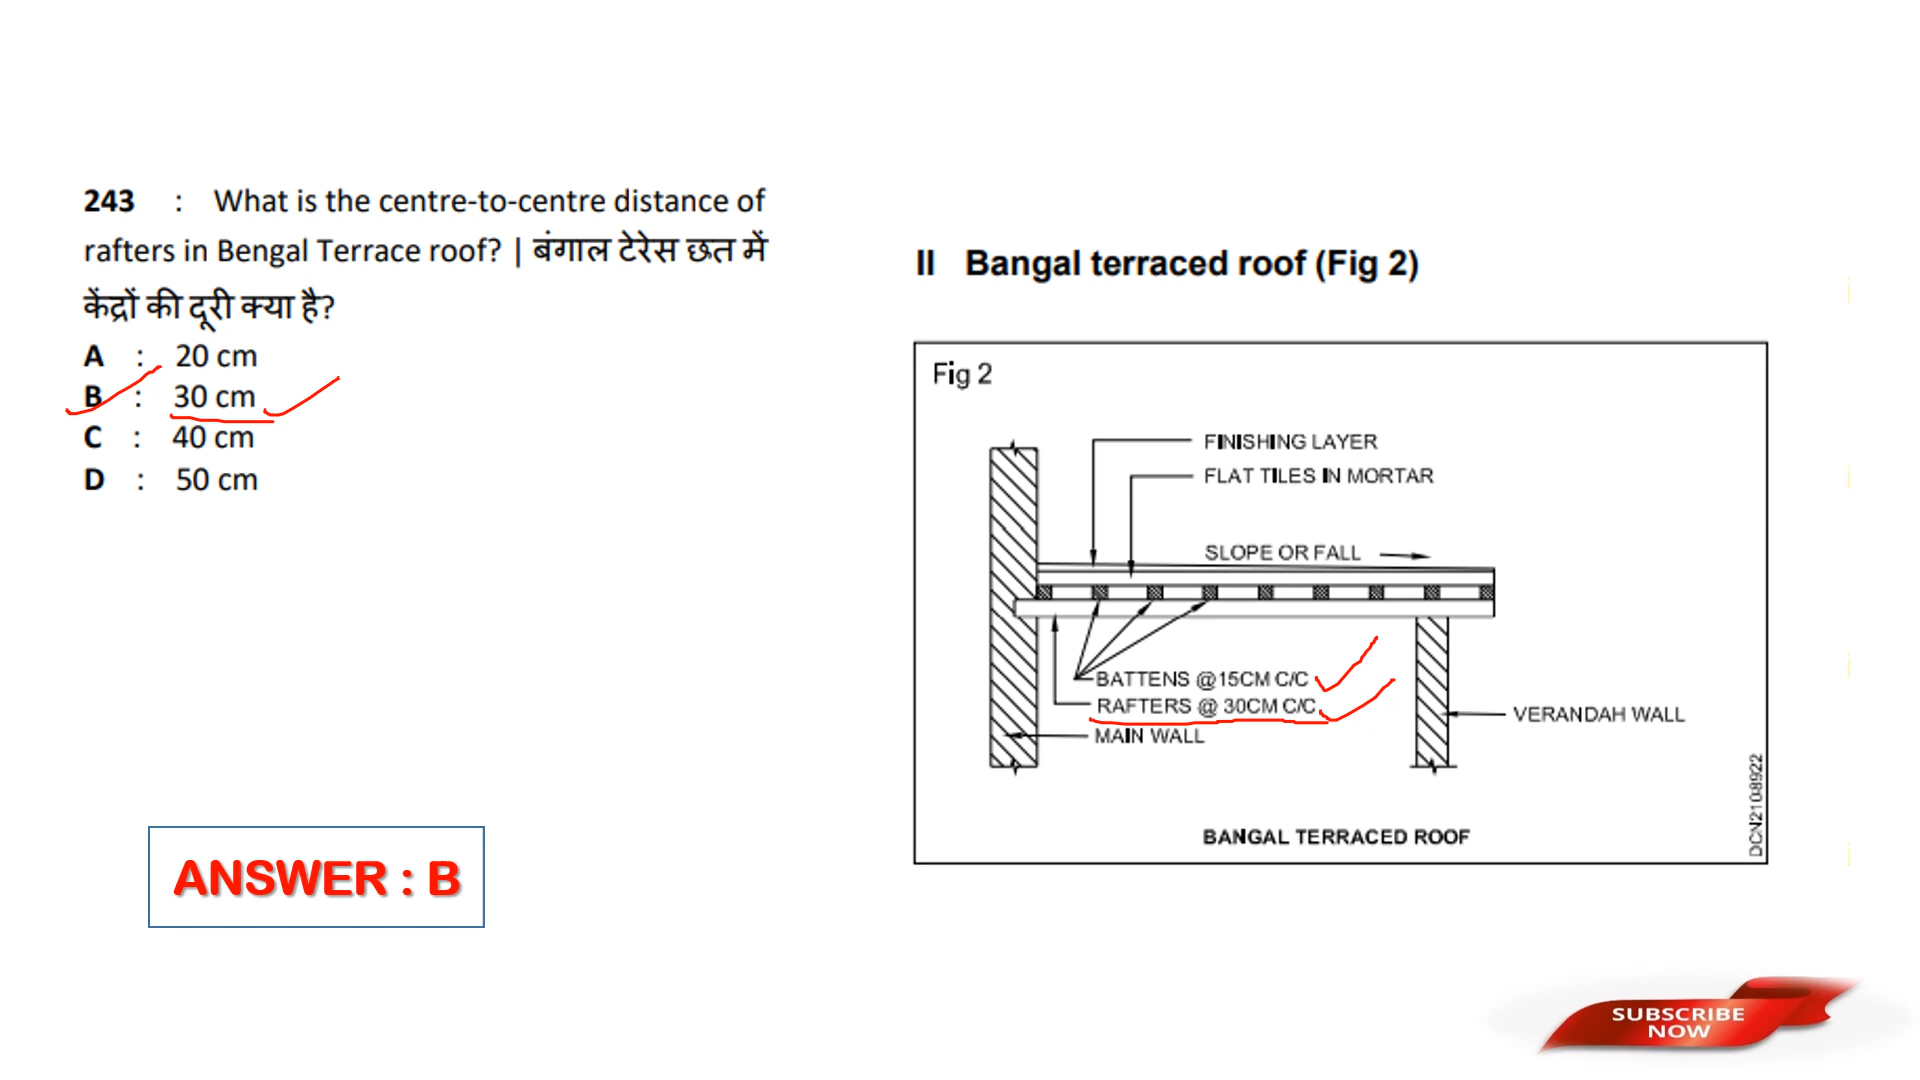 243 : What is the centre-to-centre distance of
rafters in Bengal Terrace roof? | बंगाल टेरेस छत में
केंद्रों की दूरी क्या है?
A : 20 cm
B : 30 cm
C : 40 cm
D : 50 cm
ANSWER : B
II Bangal terraced roof (Fig 2)
Fig 2
FINISHING LAYER
FLAT TILES IN MORTAR
SLOPE OR FALL
BATTENS @15CM C/C
RAFTERS @ 30CM C/C
MAIN WALL
VERANDAH WALL
BANGAL TERRACED ROOF
DCN2108922
SUBSCRIBE
NOW